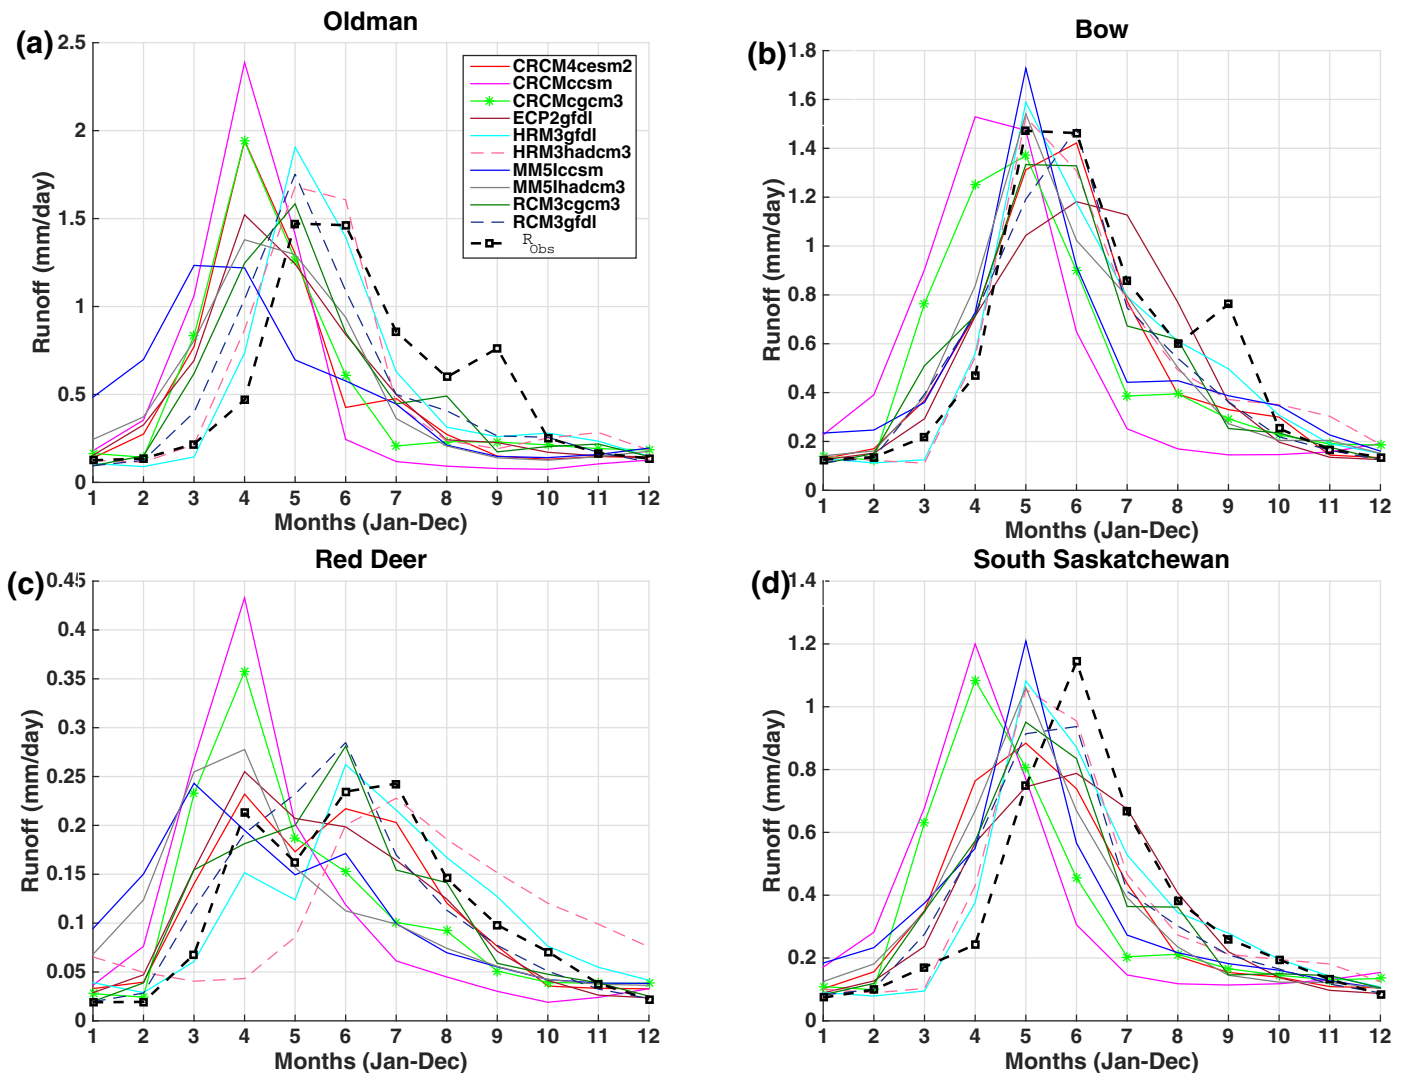 (a)
Oldman
Runoff (mm/day)
2.5
2
1.5
1
0.5
0
1 2 3 4 5 6 7 8 9 10 11 12
Months (Jan-Dec)
CRCM4cesm2
CRCMccsm
CRCMcgcm3
ECP2gfdl
HRM3gfdl
HRM3hadcm3
MM5Iccsm
MM5Ihadcm3
RCM3cgcm3
RCM3gfdl
R Obs
(b)
Bow
Runoff (mm/day)
1.8
1.6
1.4
1.2
1
0.8
0.6
0.4
0.2
0
1 2 3 4 5 6 7 8 9 10 11 12
Months (Jan-Dec)
(c)
Red Deer
Runoff (mm/day)
0.45
0.4
0.35
0.3
0.25
0.2
0.15
0.1
0.05
0
1 2 3 4 5 6 7 8 9 10 11 12
Months (Jan-Dec)
(d)
South Saskatchewan
Runoff (mm/day)
1.4
1.2
1
0.8
0.6
0.4
0.2
0
1 2 3 4 5 6 7 8 9 10 11 12
Months (Jan-Dec)